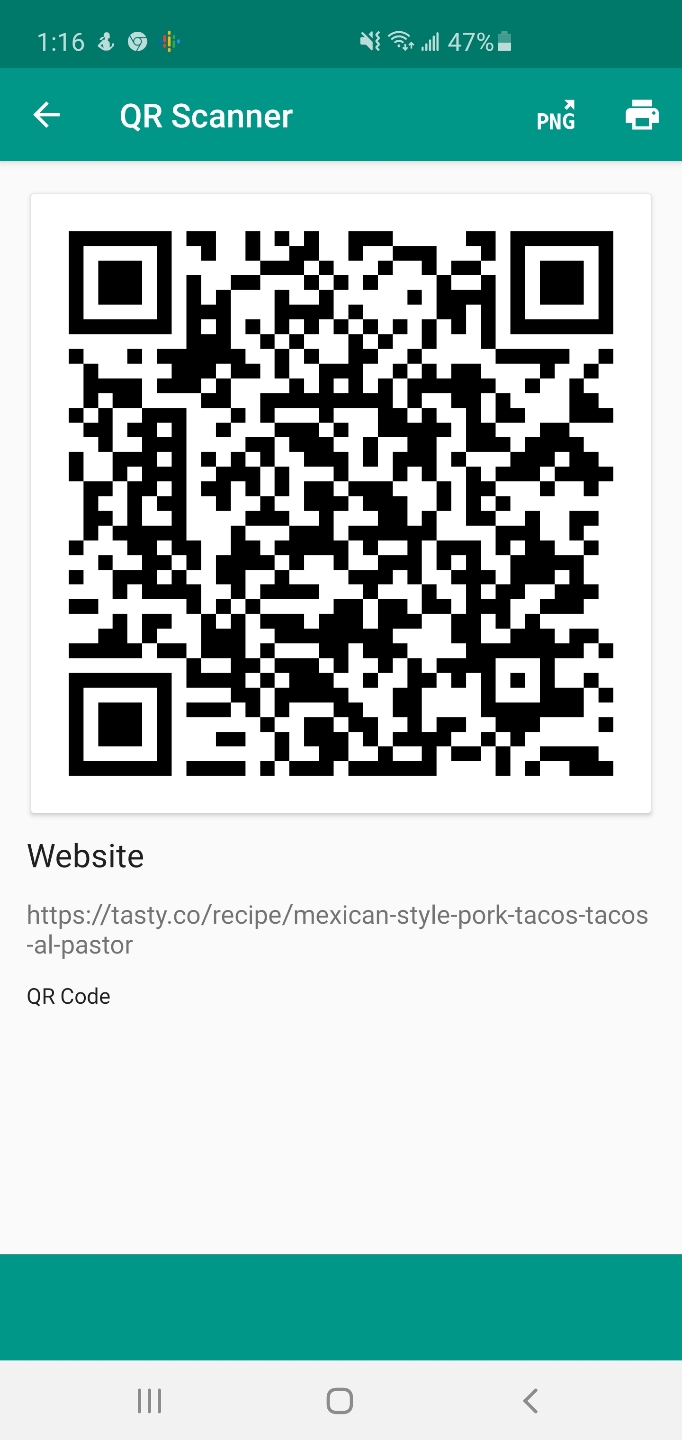 1:16 47%
QR Scanner PNG
Website
https://tasty.co/recipe/mexican-style-pork-tacos-tacos
-al-pastor
QR Code